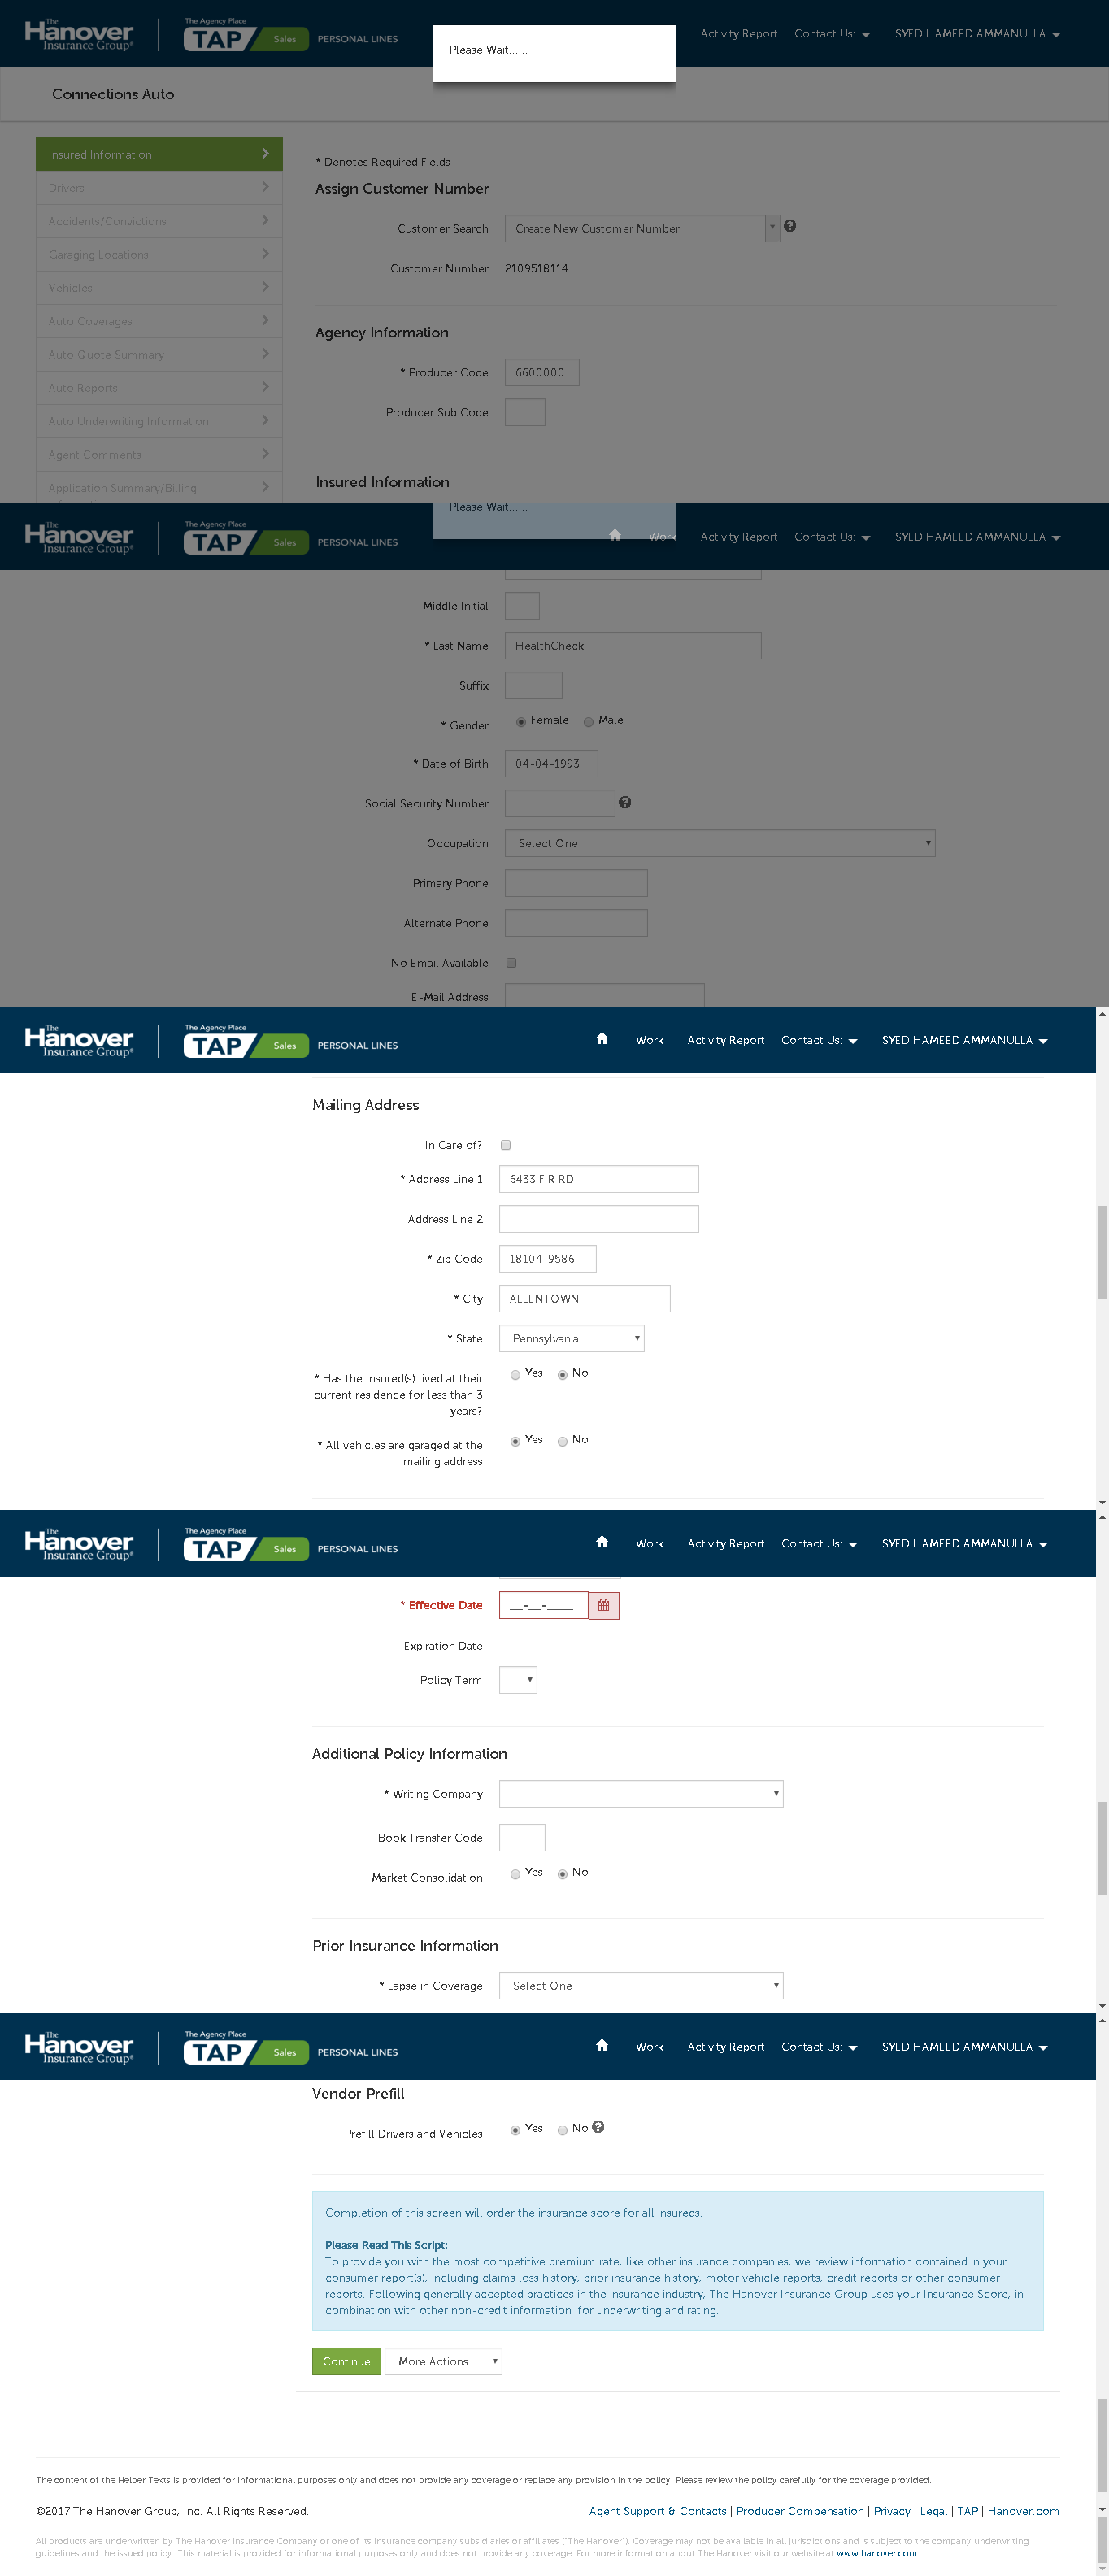 The Hanover Insurance Group®
The Agency Place
TAP Sales PERSONAL LINES
Please Wait......
Activity Report Contact Us: SYED HAMEED AMMANULLA
Connections Auto
Insured Information
Drivers
Accidents/Convictions
Garaging Locations
Vehicles
Auto Coverages
Auto Quote Summary
Auto Reports
Auto Underwriting Information
Agent Comments
Application Summary/Billing
* Denotes Required Fields
Assign Customer Number
Customer Search Create New Customer Number
Customer Number 2109518114
Agency Information
* Producer Code 6600000
Producer Sub Code
Insured Information
The Hanover Insurance Group®
The Agency Place
TAP Sales PERSONAL LINES
Please Wait......
Work Activity Report Contact Us: SYED HAMEED AMMANULLA
Middle Initial
* Last Name HealthCheck
Suffix
* Gender Female Male
* Date of Birth 04-04-1993
Social Security Number
Occupation Select One
Primary Phone
Alternate Phone
No Email Available
E-Mail Address
The Hanover Insurance Group®
The Agency Place
TAP Sales PERSONAL LINES
Work Activity Report Contact Us: SYED HAMEED AMMANULLA
Mailing Address
In Care of?
* Address Line 1 6433 FIR RD
Address Line 2
* Zip Code 18104-9586
* City ALLENTOWN
* State Pennsylvania
* Has the Insured(s) lived at their Yes No
current residence for less than 3
years?
* All vehicles are garaged at the Yes No
mailing address
The Hanover Insurance Group®
The Agency Place
TAP Sales PERSONAL LINES
Work Activity Report Contact Us: SYED HAMEED AMMANULLA
* Effective Date __-__-____
Expiration Date
Policy Term
Additional Policy Information
* Writing Company
Book Transfer Code
Market Consolidation Yes No
Prior Insurance Information
* Lapse in Coverage Select One
The Hanover Insurance Group®
The Agency Place
TAP Sales PERSONAL LINES
Work Activity Report Contact Us: SYED HAMEED AMMANULLA
Vendor Prefill
Prefill Drivers and Vehicles Yes No
Completion of this screen will order the insurance score for all insureds.
Please Read This Script:
To provide you with the most competitive premium rate, like other insurance companies, we review information contained in your
consumer report(s), including claims loss history, prior insurance history, motor vehicle reports, credit reports or other consumer
reports. Following generally accepted practices in the insurance industry, The Hanover Insurance Group uses your Insurance Score, in
combination with other non-credit information, for underwriting and rating.
Continue More Actions...
The content of the Helper Texts is provided for informational purposes only and does not provide any coverage or replace any provision in the policy. Please review the policy carefully for the coverage provided.
©2017 The Hanover Group, Inc. All Rights Reserved. Agent Support & Contacts | Producer Compensation | Privacy | Legal | TAP | Hanover.com
All products are underwritten by The Hanover Insurance Company or one of its insurance company subsidiaries or affiliates ("The Hanover"). Coverage may not be available in all jurisdictions and is subject to the company underwriting
guidelines and the issued policy. This material is provided for informational purposes only and does not provide any coverage. For more information about The Hanover visit our website at www.hanover.com